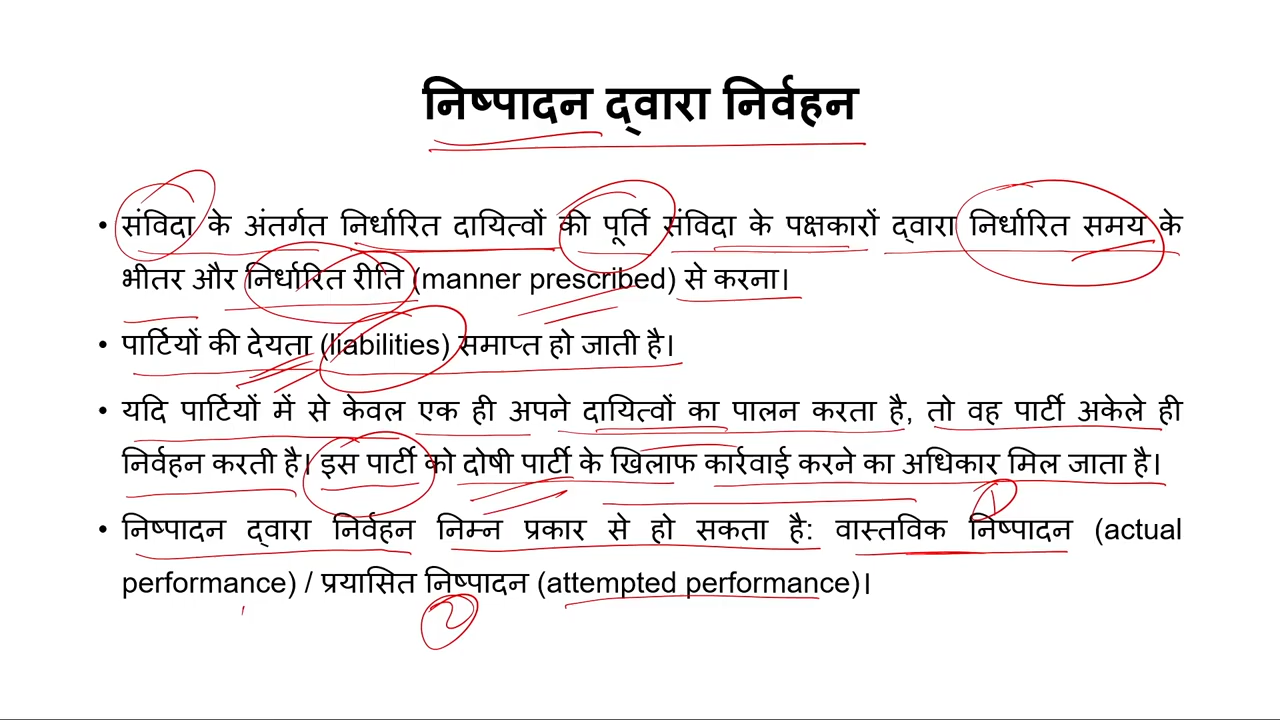 निष्पादन द्वारा निर्वहन
• संविदा के अंतर्गत निर्धारित दायित्वों की पूर्ति संविदा के पक्षकारों द्वारा निर्धारित समय के
भीतर और निर्धारित रीति (manner prescribed) से करना।
• पार्टियों की देयता (liabilities) समाप्त हो जाती है।
• यदि पार्टियों में से केवल एक ही अपने दायित्वों का पालन करता है, तो वह पार्टी अकेले ही
निर्वहन करती है। इस पार्टी को दोषी पार्टी के खिलाफ कार्रवाई करने का अधिकार मिल जाता है।
1
• निष्पादन द्वारा निर्वहन निम्न प्रकार से हो सकता है: वास्तविक निष्पादन (actual
performance) / प्रयासित निष्पादन (attempted performance)।
2